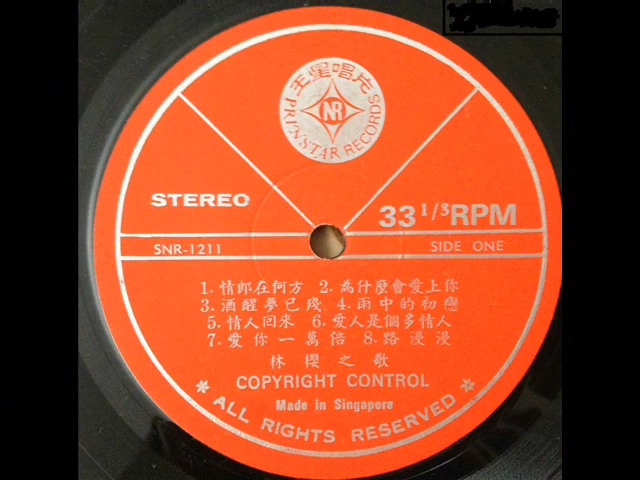 王星唱片
NR
PRINSTAR RECORDS
STEREO
33 1/3 RPM
SNR-1211
SIDE ONE
1. 情郎在何方 2. 為什麼會愛上你
3. 酒醒夢已殘 4. 雨中的初戀
5. 情人回來 6. 愛人是個多情人
7. 愛你一萬倍 8. 路漫漫
林櫻之歌
COPYRIGHT CONTROL
Made in Singapore
* ALL RIGHTS RESERVED *